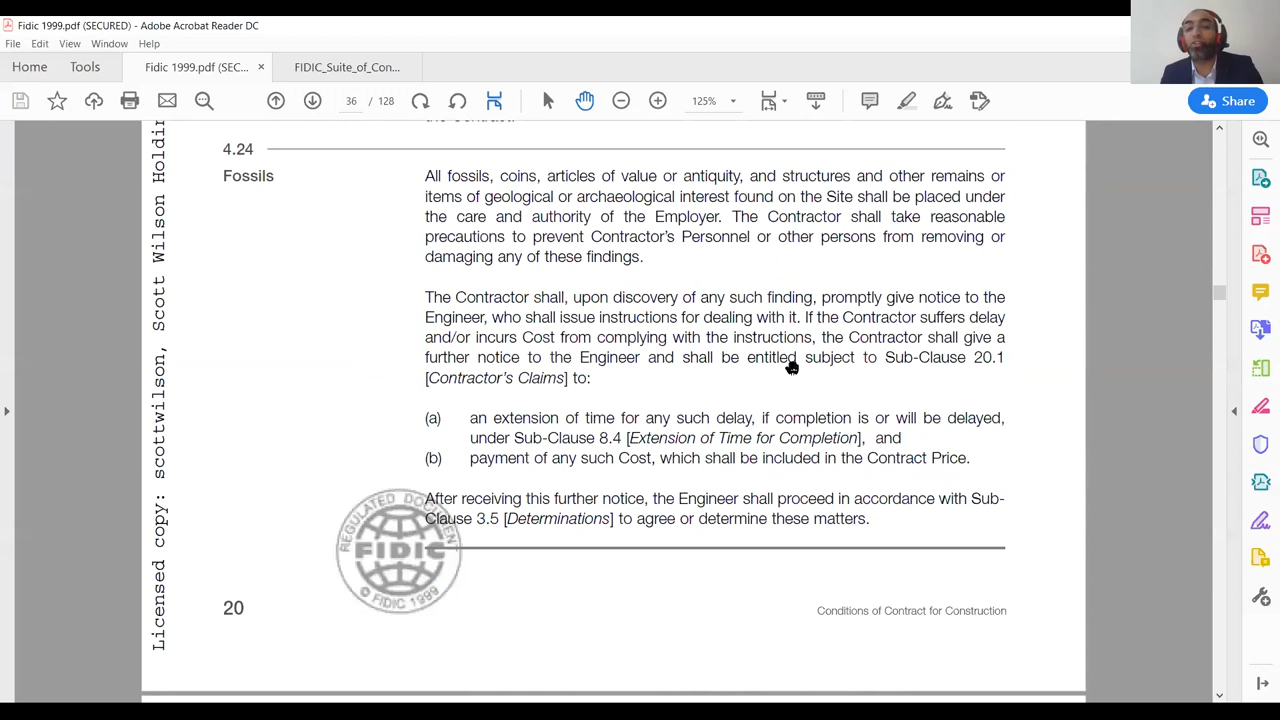 Fidic 1999.pdf (SECURED) - Adobe Acrobat Reader DC
File Edit View Window Help
Home Tools Fidic 1999.pdf (SEC... × FIDIC_Suite_of_Con...
36 / 128 125% Share
4.24
Fossils
All fossils, coins, articles of value or antiquity, and structures and other remains or
items of geological or archaeological interest found on the Site shall be placed under
the care and authority of the Employer. The Contractor shall take reasonable
precautions to prevent Contractor's Personnel or other persons from removing or
damaging any of these findings.
The Contractor shall, upon discovery of any such finding, promptly give notice to the
Engineer, who shall issue instructions for dealing with it. If the Contractor suffers delay
and/or incurs Cost from complying with the instructions, the Contractor shall give a
further notice to the Engineer and shall be entitled subject to Sub-Clause 20.1
[Contractor's Claims] to:
(a) an extension of time for any such delay, if completion is or will be delayed,
under Sub-Clause 8.4 [Extension of Time for Completion], and
(b) payment of any such Cost, which shall be included in the Contract Price.
After receiving this further notice, the Engineer shall proceed in accordance with Sub-
Clause 3.5 [Determinations] to agree or determine these matters.
REGULATED DOCUMENT
FIDIC
© FIDIC 1999
20
Conditions of Contract for Construction
Licensed copy: scottwilson, Scott Wilson Holdin